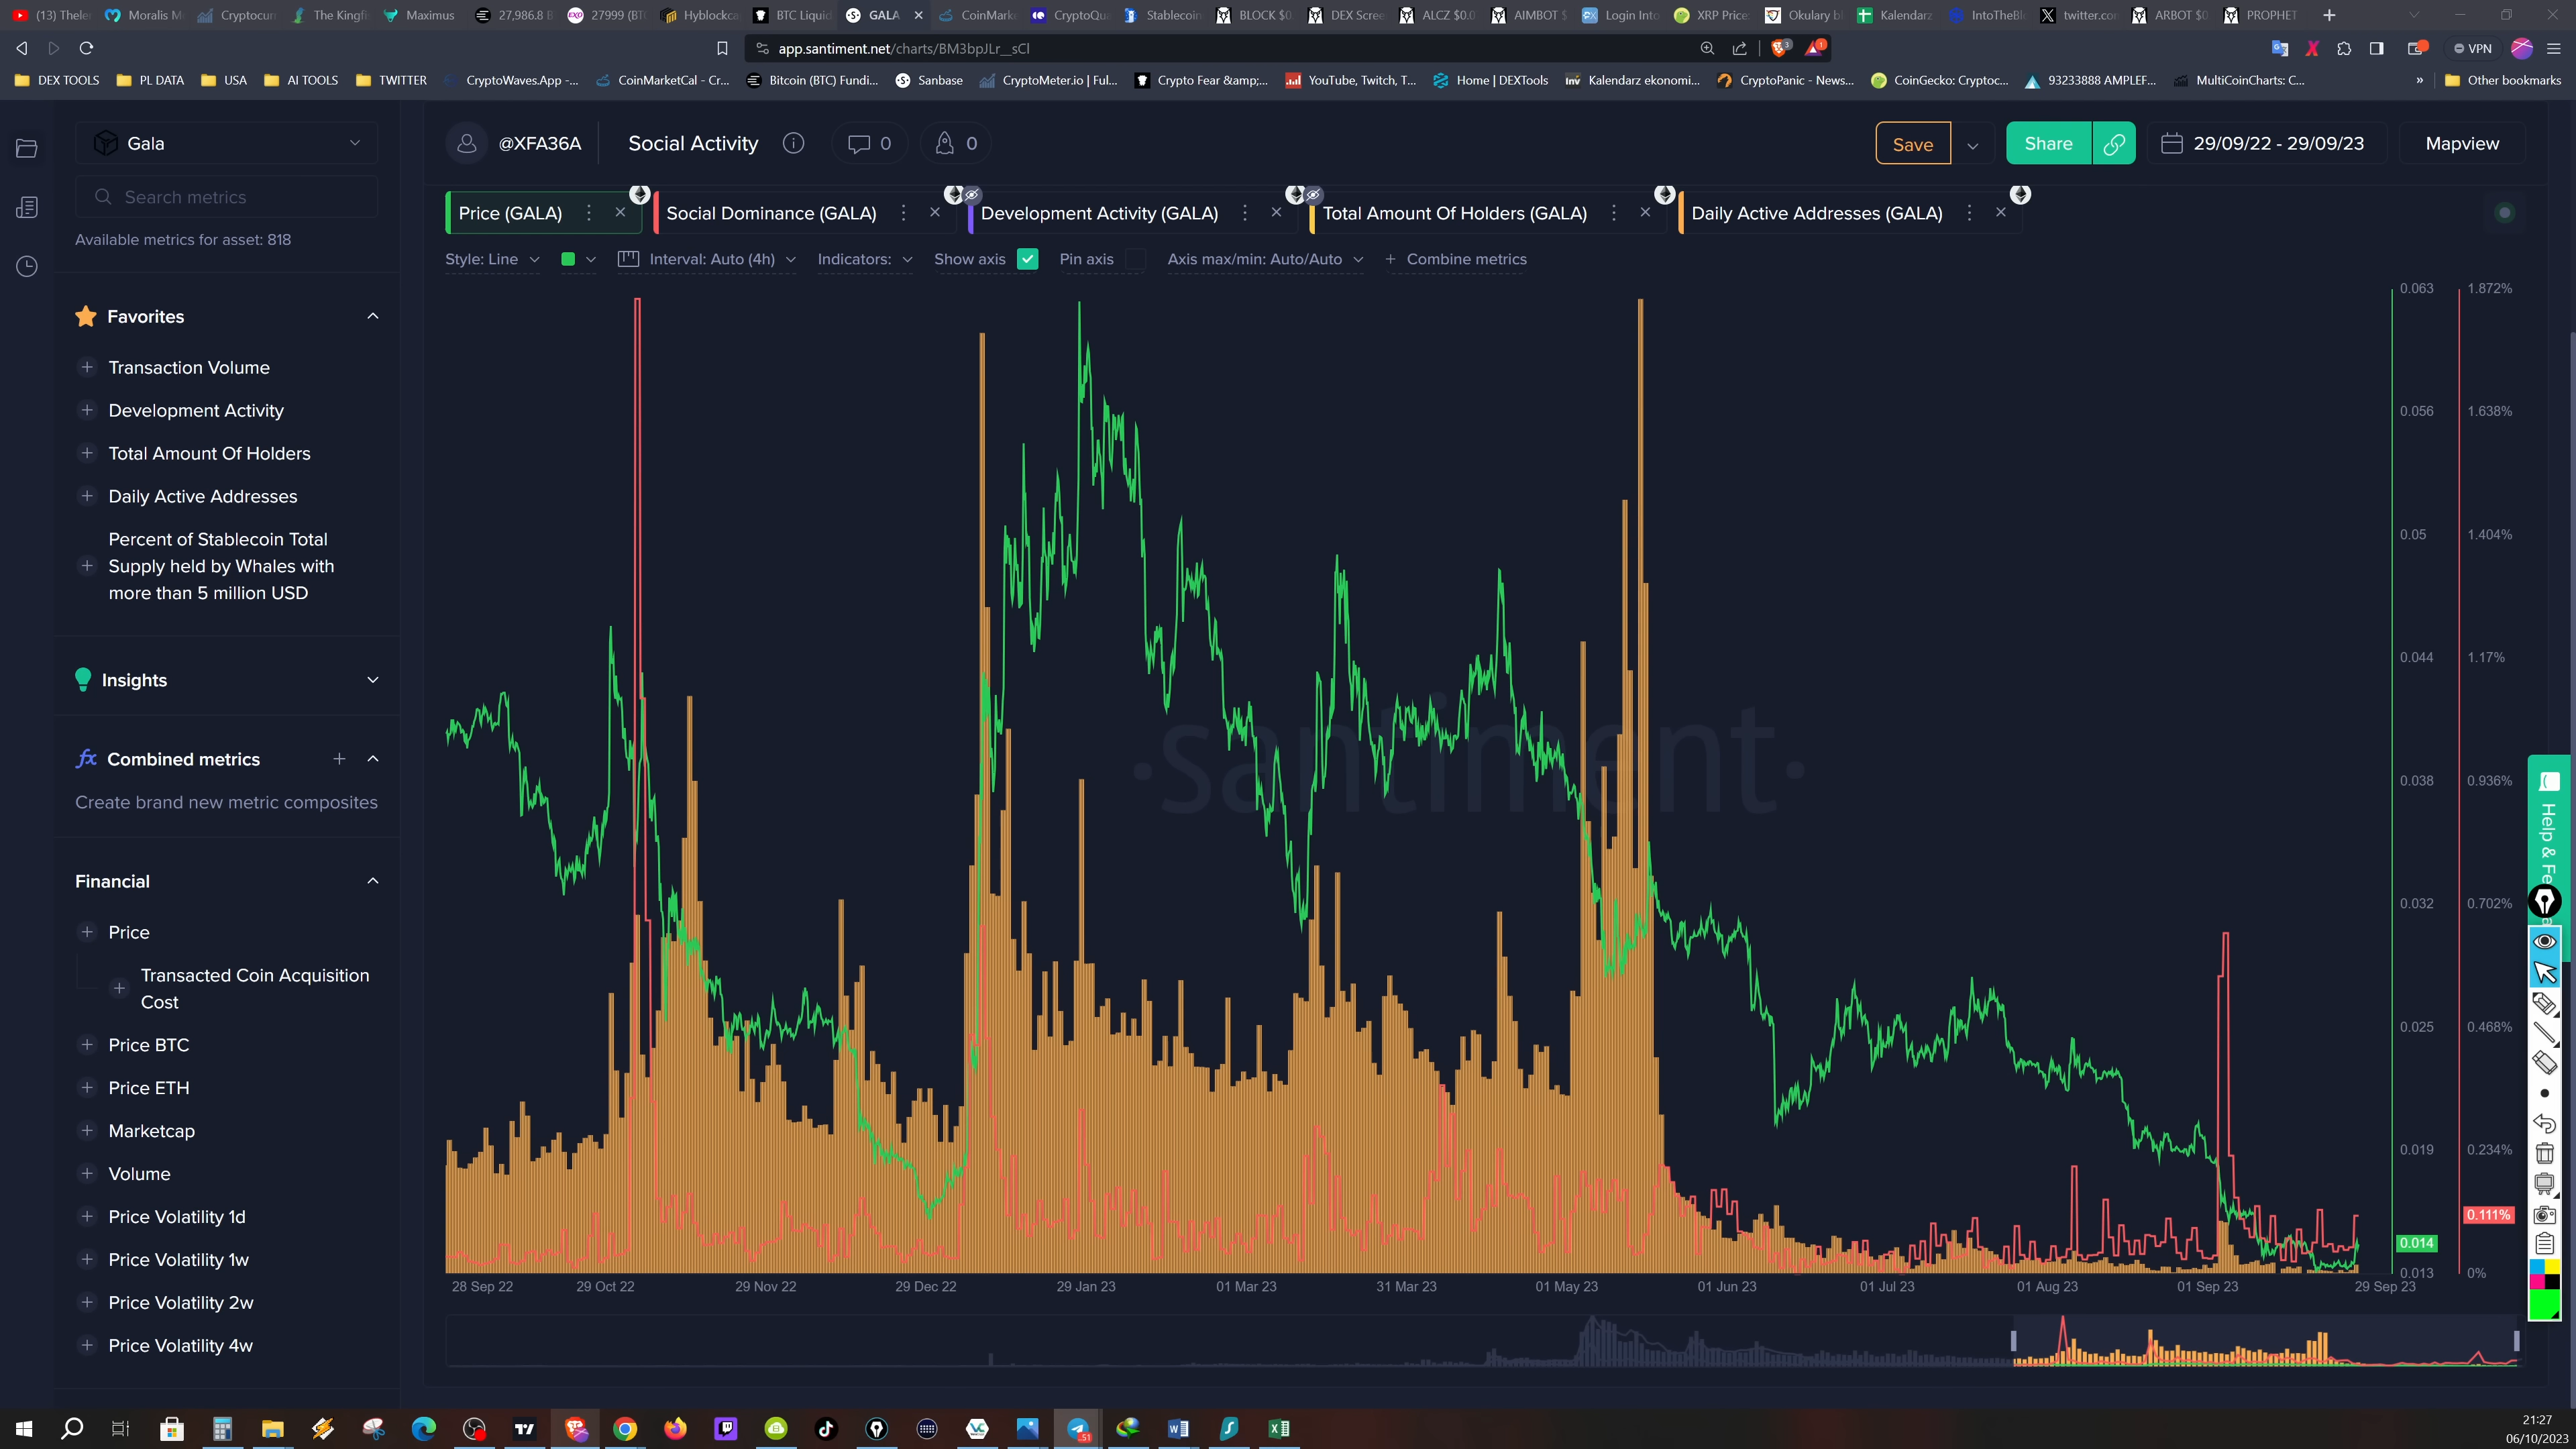 (13) Thele
Moralis M
Cryptocur
The Kingfi
Maximus
27,986.8 B
27999 (BT
Hyblockca
BTC Liquid
GALA
CoinMark
CryptoQu
Stablecoin
BLOCK $0
DEX Scree
ALCZ $0.0
AIMBOT $
Login Into
XRP Price
Okulary b
Kalendarz
IntoTheBl
twitter.con
ARBOT $0
PROPHET
app.santiment.net/charts/BM3bpJLr__sCl
VPN
DEX TOOLS
PL DATA
USA
AI TOOLS
TWITTER
CryptoWaves.App -...
CoinMarketCal - Cr...
Bitcoin (BTC) Fundi...
Sanbase
CryptoMeter.io | Ful...
Crypto Fear &amp;...
YouTube, Twitch, T...
Home | DEXTools
Kalendarz ekonomi...
CryptoPanic - News...
CoinGecko: Cryptoc...
93233888 AMPLEF...
MultiCoinCharts: C...
»
Other bookmarks
Gala
@XFA36A
Social Activity
0
0
Save
Share
29/09/22 - 29/09/23
Mapview
Search metrics
Available metrics for asset: 818
Price (GALA)
Social Dominance (GALA)
Development Activity (GALA)
Total Amount Of Holders (GALA)
Daily Active Addresses (GALA)
Style: Line
Interval: Auto (4h)
Indicators:
Show axis
Pin axis
Axis max/min: Auto/Auto
+ Combine metrics
Favorites
Transaction Volume
Development Activity
Total Amount Of Holders
Daily Active Addresses
Percent of Stablecoin Total
Supply held by Whales with
more than 5 million USD
Insights
fx Combined metrics
Create brand new metric composites
Financial
Price
Transacted Coin Acquisition
Cost
Price BTC
Price ETH
Marketcap
Volume
Price Volatility 1d
Price Volatility 1w
Price Volatility 2w
Price Volatility 4w
·santiment·
0.063 1.872%
0.056 1.638%
0.05 1.404%
0.044 1.17%
0.038 0.936%
0.032 0.702%
0.025 0.468%
0.019 0.234%
0.111%
0.014
0.013 0%
28 Sep 22
29 Oct 22
29 Nov 22
29 Dec 22
29 Jan 23
01 Mar 23
31 Mar 23
01 May 23
01 Jun 23
01 Jul 23
01 Aug 23
01 Sep 23
29 Sep 23
Help & Fe
21:27
06/10/2023